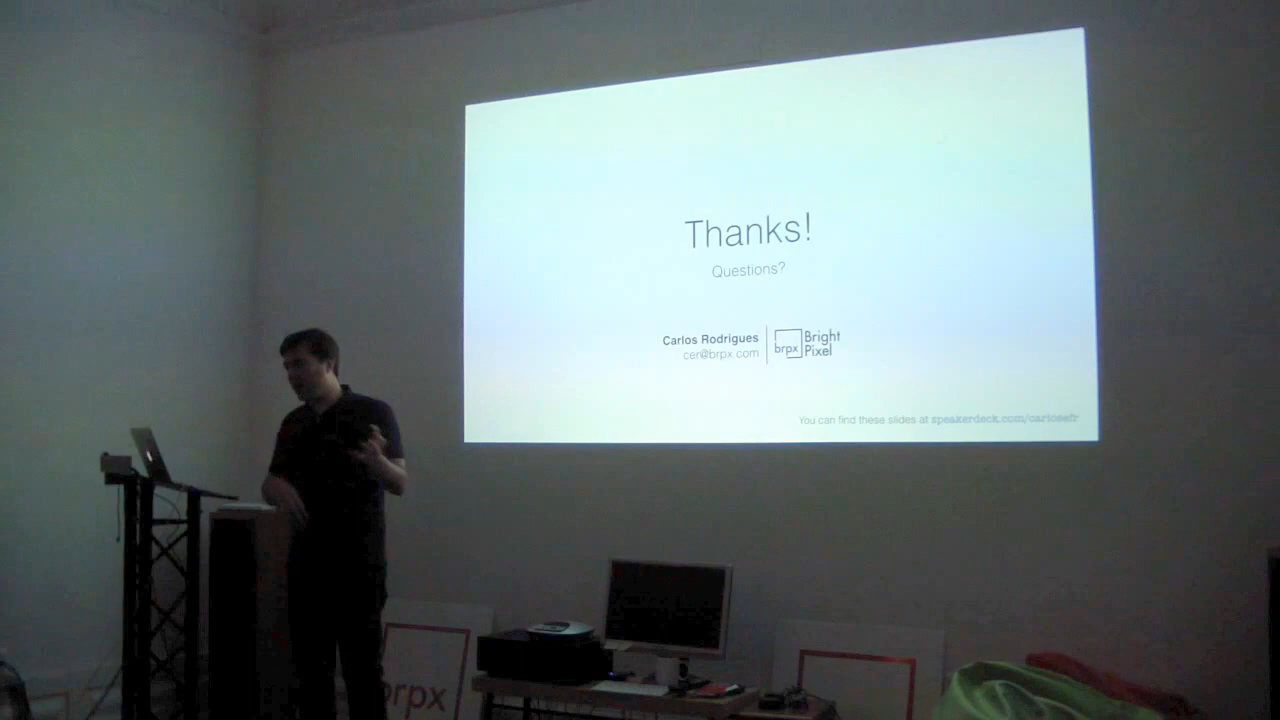 Thanks!
Questions?
Carlos Rodrigues
cer@brpx.com
brpx
Bright
Pixel
You can find these slides at speakerdeck.com/carlosefr
brpx